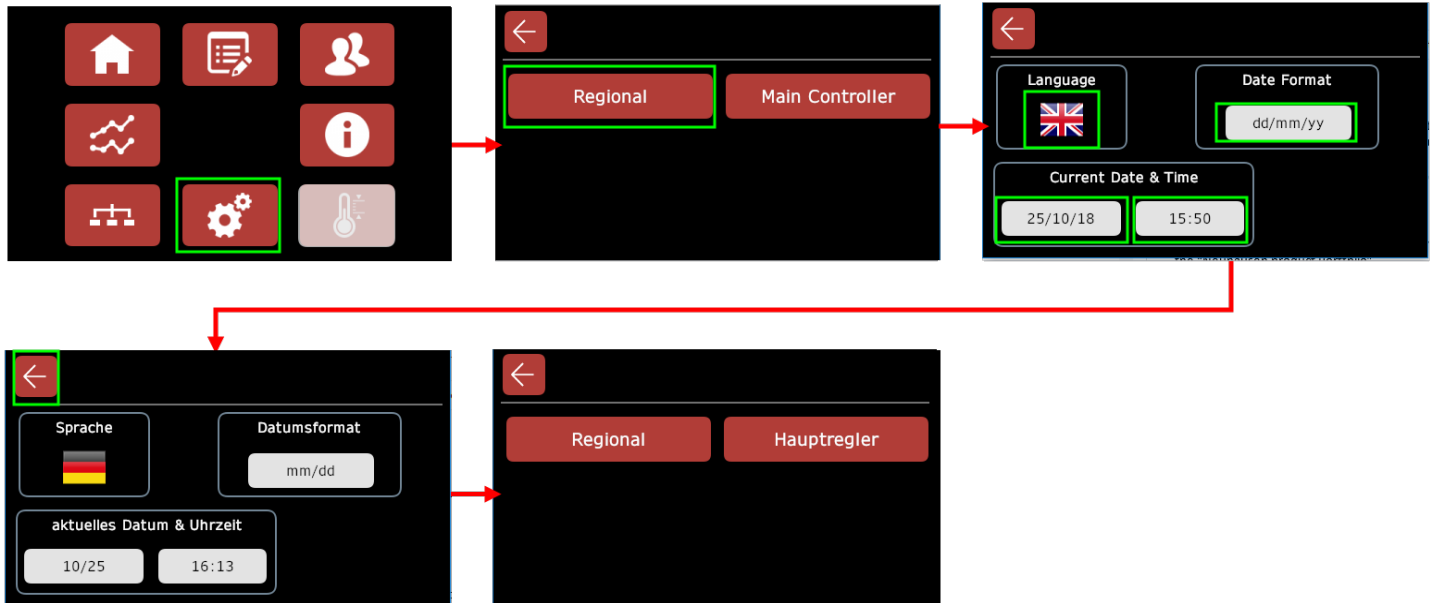 Regional
Main Controller
Language
Date Format
dd/mm/yy
Current Date & Time
25/10/18
15:50
Sprache
Datumsformat
mm/dd
aktuelles Datum & Uhrzeit
10/25
16:13
Regional
Hauptregler